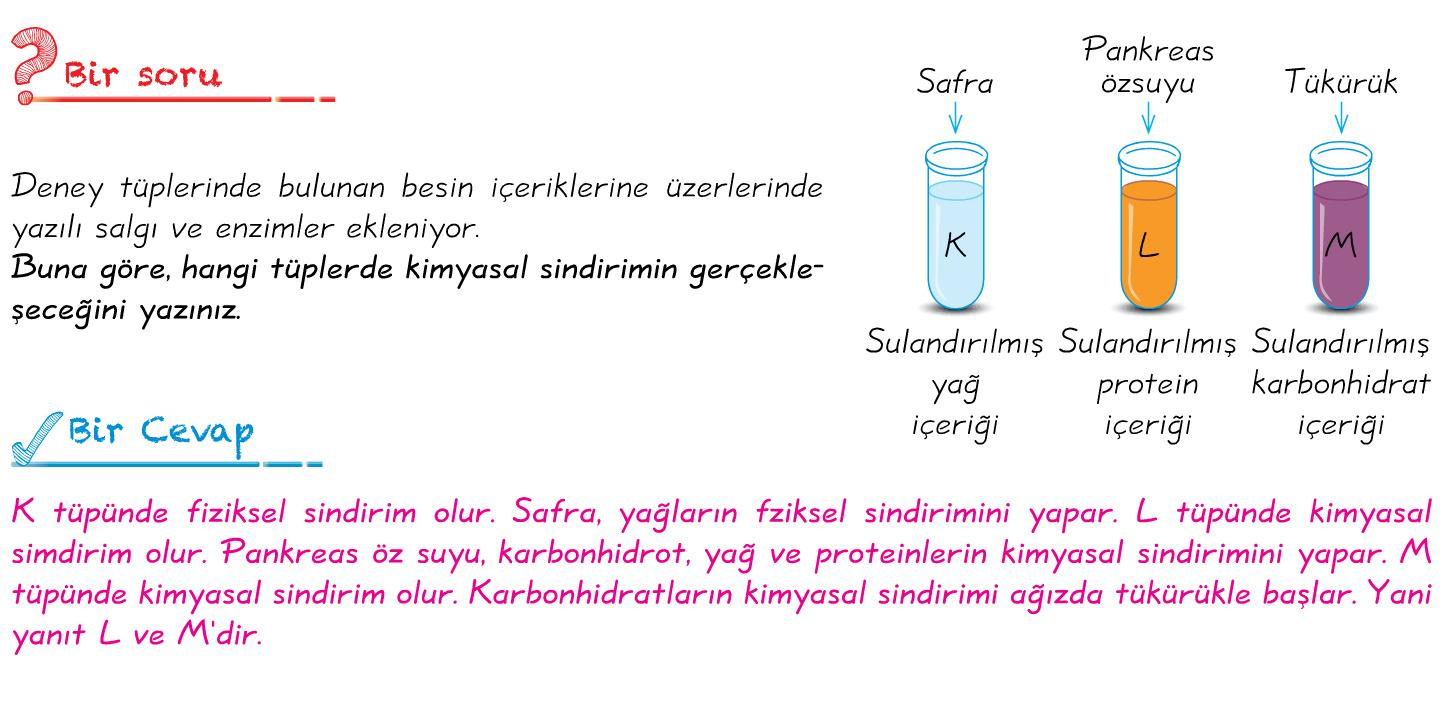 Bir soru
Deney tüplerinde bulunan besin içeriklerine üzerlerinde
yazılı salgı ve enzimler ekleniyor.
Buna göre, hangi tüplerde kimyasal sindirimin gerçekle-
şeceğini yazınız.
Safra
Pankreas
özsuyu
Tükürük
K
L
M
Sulandırılmış
yağ
içeriği
Sulandırılmış
protein
içeriği
Sulandırılmış
karbonhidrat
içeriği
Bir Cevap
K tüpünde fiziksel sindirim olur. Safra, yağların fziksel sindirimini yapar. L tüpünde kimyasal
simdirim olur. Pankreas öz suyu, karbonhidrot, yağ ve proteinlerin kimyasal sindirimini yapar. M
tüpünde kimyasal sindirim olur. Karbonhidratların kimyasal sindirimi ağızda tükürükle başlar. Yani
yanıt L ve M'dir.